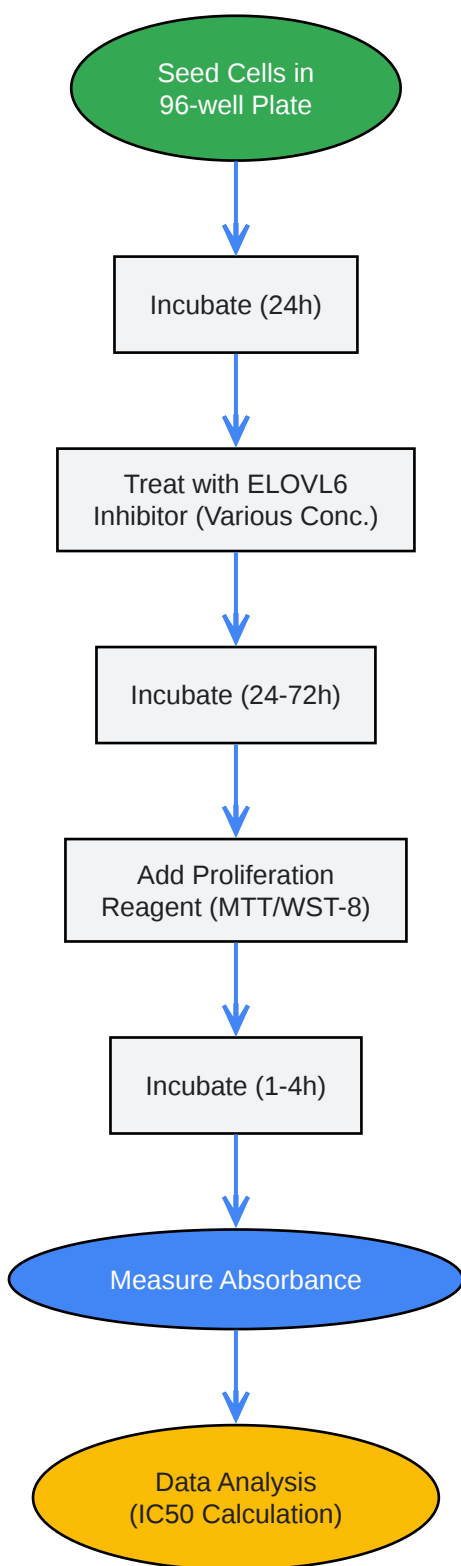 Seed Cells in
96-well Plate
Incubate (24h)
Treat with ELOVL6
Inhibitor (Various Conc.)
Incubate (24-72h)
Add Proliferation
Reagent (MTT/WST-8)
Incubate (1-4h)
Measure Absorbance
Data Analysis
(IC50 Calculation)